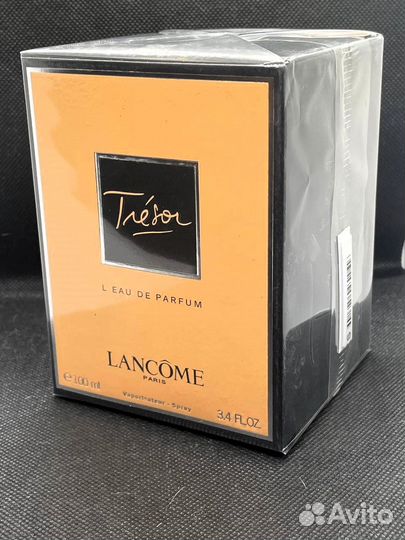 Trésor
L EAU DE PARFUM
LANCÔME
PARIS
℮100 ml
Vaporisateur - Spray
3.4 FL.OZ.
Avito